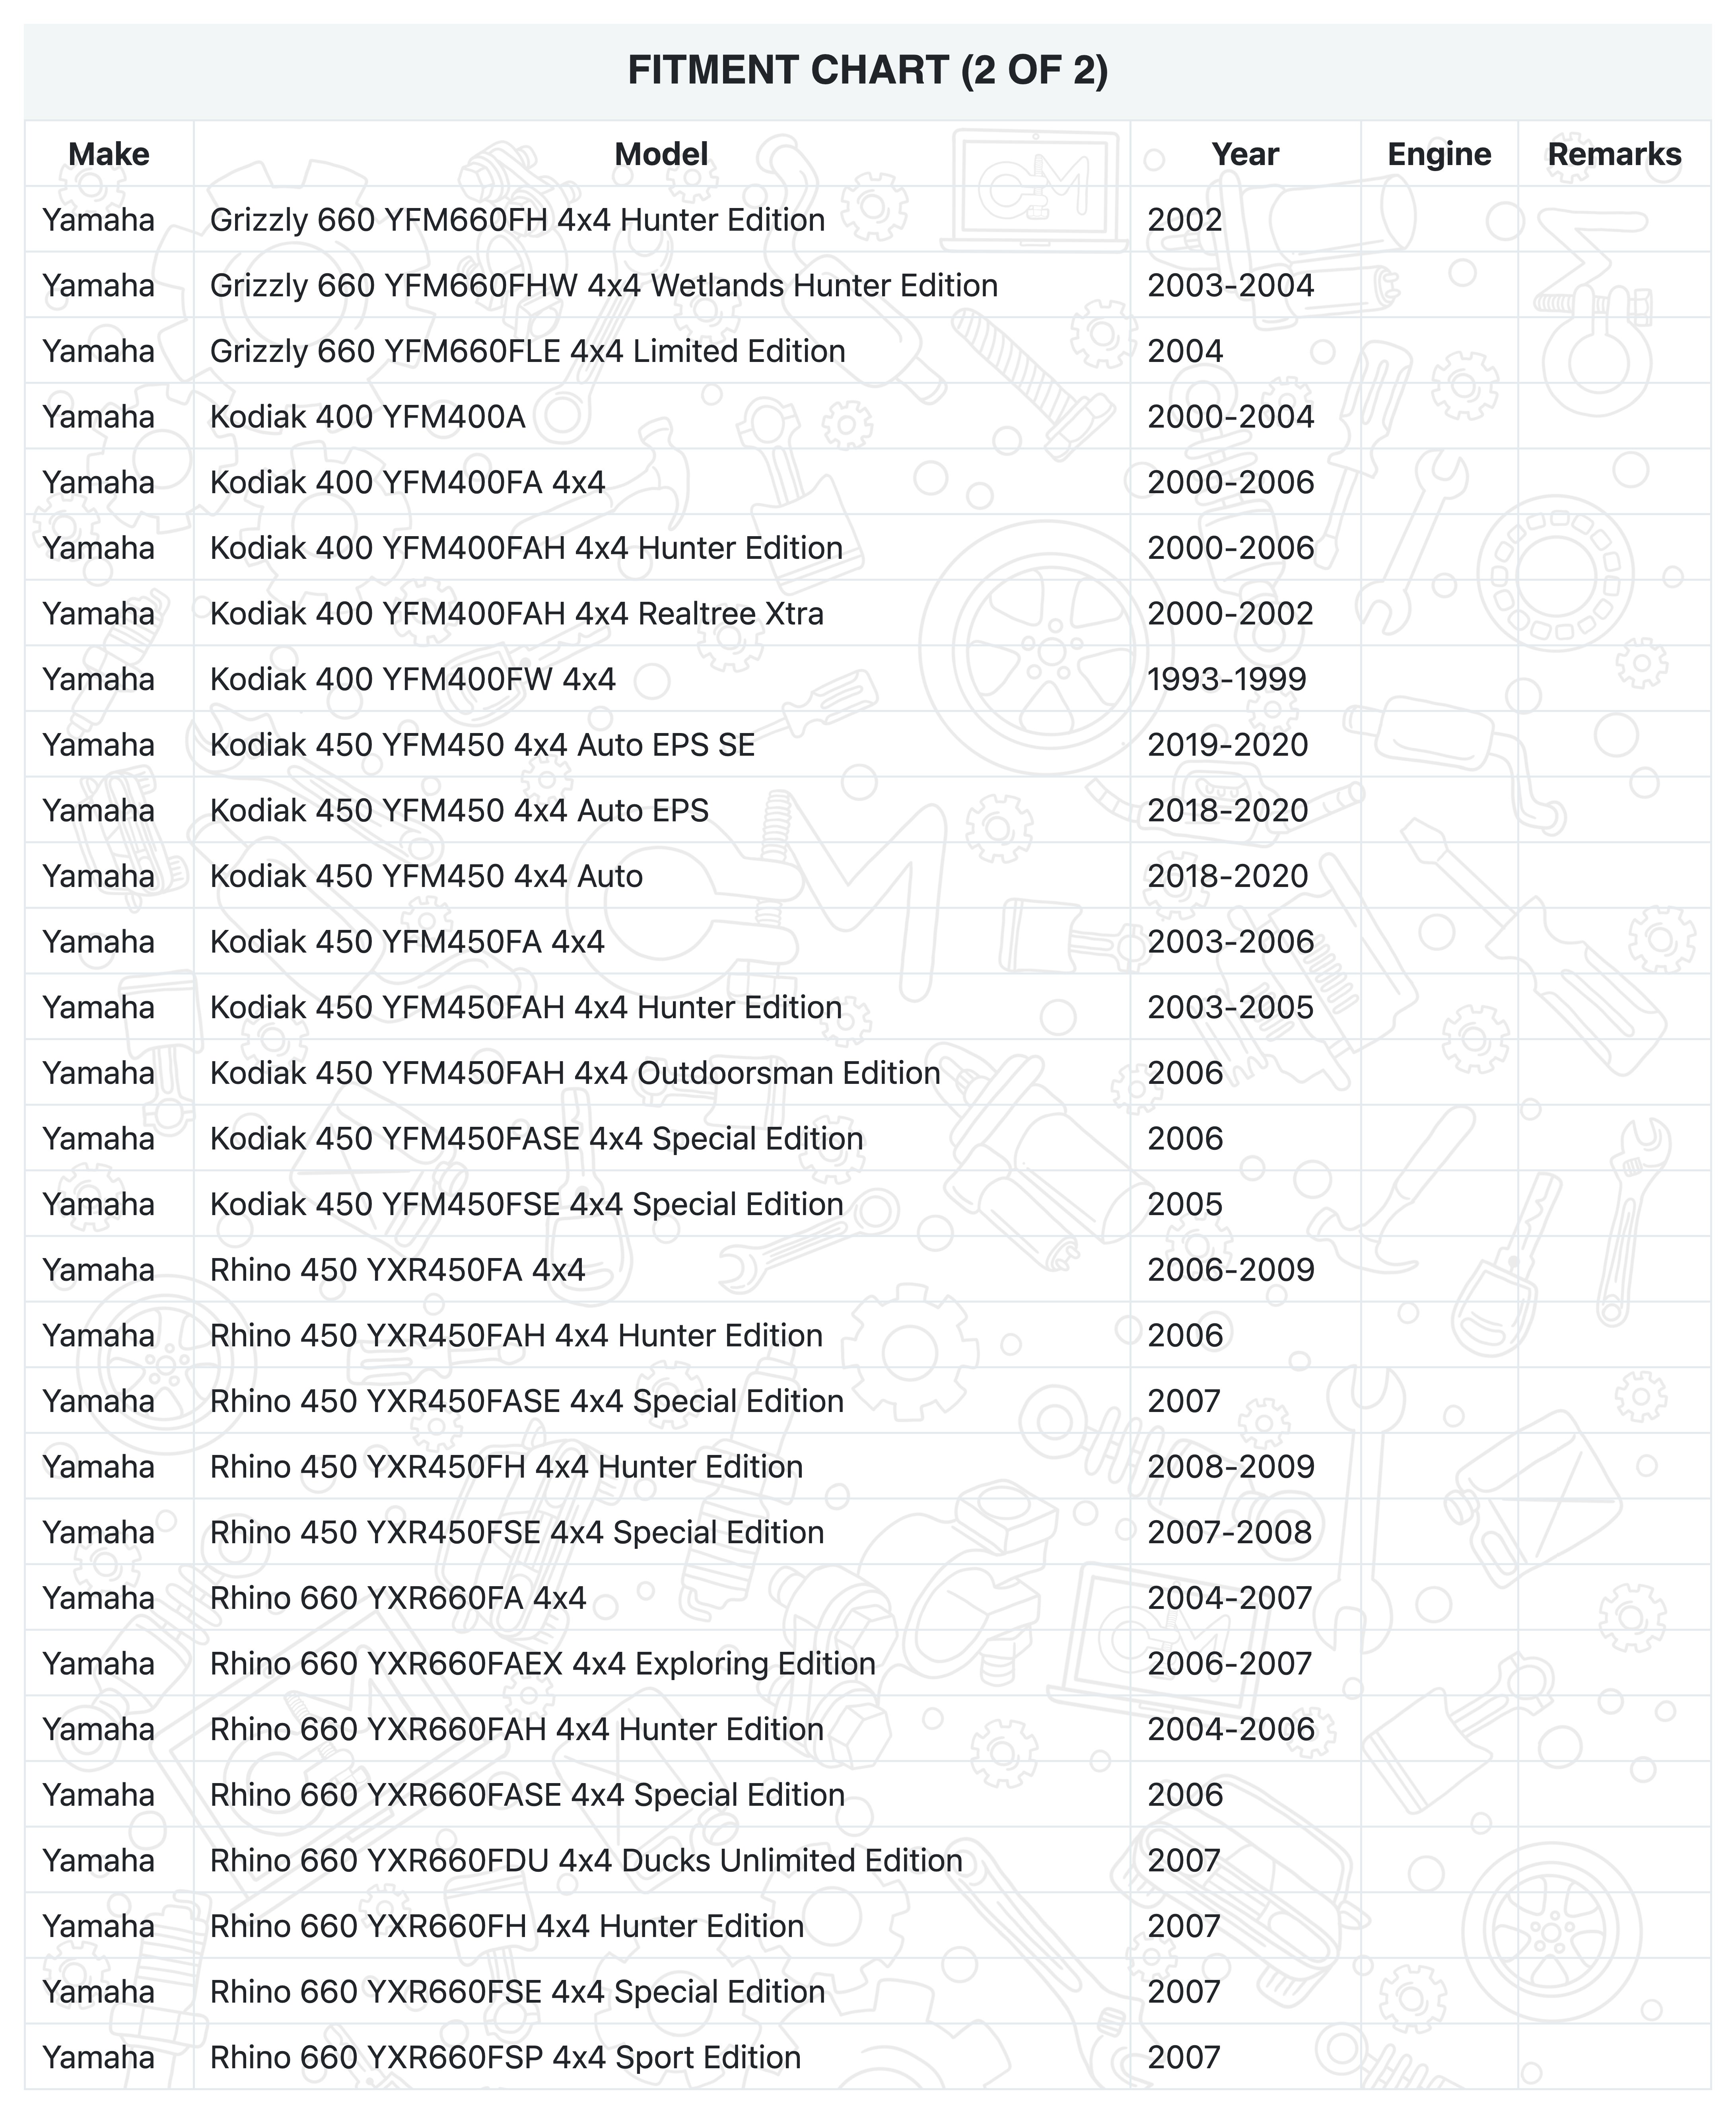 FITMENT CHART (2 OF 2)
Make Model Year Engine Remarks
Yamaha Grizzly 660 YFM660FH 4x4 Hunter Edition 2002
Yamaha Grizzly 660 YFM660FHW 4x4 Wetlands Hunter Edition 2003-2004
Yamaha Grizzly 660 YFM660FLE 4x4 Limited Edition 2004
Yamaha Kodiak 400 YFM400A 2000-2004
Yamaha Kodiak 400 YFM400FA 4x4 2000-2006
Yamaha Kodiak 400 YFM400FAH 4x4 Hunter Edition 2000-2006
Yamaha Kodiak 400 YFM400FAH 4x4 Realtree Xtra 2000-2002
Yamaha Kodiak 400 YFM400FW 4x4 1993-1999
Yamaha Kodiak 450 YFM450 4x4 Auto EPS SE 2019-2020
Yamaha Kodiak 450 YFM450 4x4 Auto EPS 2018-2020
Yamaha Kodiak 450 YFM450 4x4 Auto 2018-2020
Yamaha Kodiak 450 YFM450FA 4x4 2003-2006
Yamaha Kodiak 450 YFM450FAH 4x4 Hunter Edition 2003-2005
Yamaha Kodiak 450 YFM450FAH 4x4 Outdoorsman Edition 2006
Yamaha Kodiak 450 YFM450FASE 4x4 Special Edition 2006
Yamaha Kodiak 450 YFM450FSE 4x4 Special Edition 2005
Yamaha Rhino 450 YXR450FA 4x4 2006-2009
Yamaha Rhino 450 YXR450FAH 4x4 Hunter Edition 2006
Yamaha Rhino 450 YXR450FASE 4x4 Special Edition 2007
Yamaha Rhino 450 YXR450FH 4x4 Hunter Edition 2008-2009
Yamaha Rhino 450 YXR450FSE 4x4 Special Edition 2007-2008
Yamaha Rhino 660 YXR660FA 4x4 2004-2007
Yamaha Rhino 660 YXR660FAEX 4x4 Exploring Edition 2006-2007
Yamaha Rhino 660 YXR660FAH 4x4 Hunter Edition 2004-2006
Yamaha Rhino 660 YXR660FASE 4x4 Special Edition 2006
Yamaha Rhino 660 YXR660FDU 4x4 Ducks Unlimited Edition 2007
Yamaha Rhino 660 YXR660FH 4x4 Hunter Edition 2007
Yamaha Rhino 660 YXR660FSE 4x4 Special Edition 2007
Yamaha Rhino 660 YXR660FSP 4x4 Sport Edition 2007